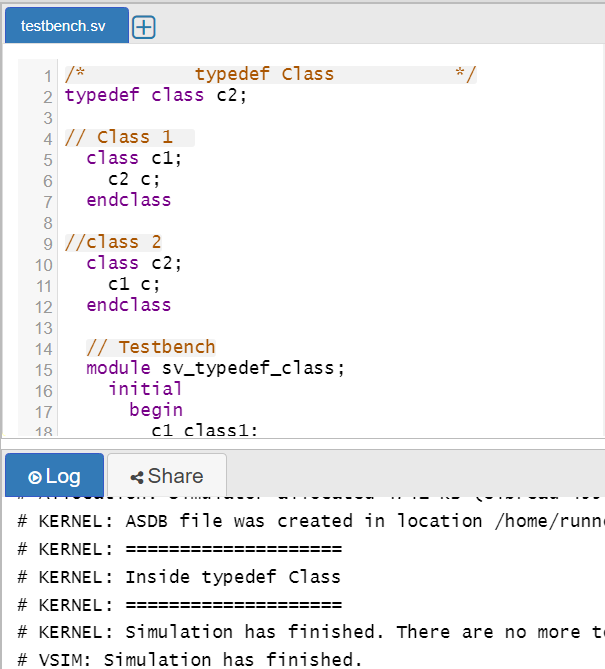 testbench.sv
1 /* typedef Class */
2 typedef class c2;
3
4 // Class 1
5 class c1;
6 c2 c;
7 endclass
8
9 //class 2
10 class c2;
11 c1 c;
12 endclass
13
14 // Testbench
15 module sv_typedef_class;
16 initial
17 begin
18 c1 class1;
Log Share
# KERNEL: ASDB file was created in location /home/runn
# KERNEL: ====================
# KERNEL: Inside typedef Class
# KERNEL: ====================
# KERNEL: Simulation has finished. There are no more
# VSIM: Simulation has finished.